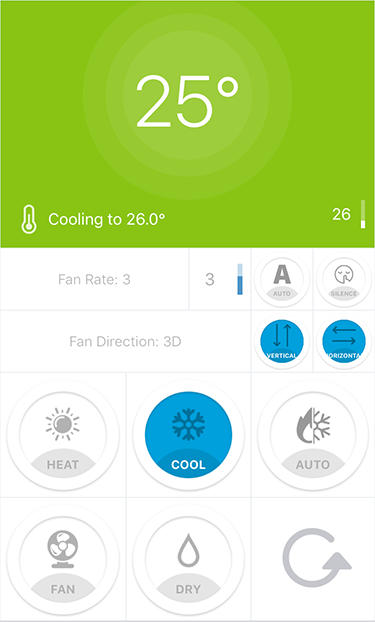 25°
Cooling to 26.0°
26
Fan Rate: 3
3
A
AUTO
SILENCE
Fan Direction: 3D
VERTICAL
HORIZONTA
HEAT
COOL
AUTO
FAN
DRY